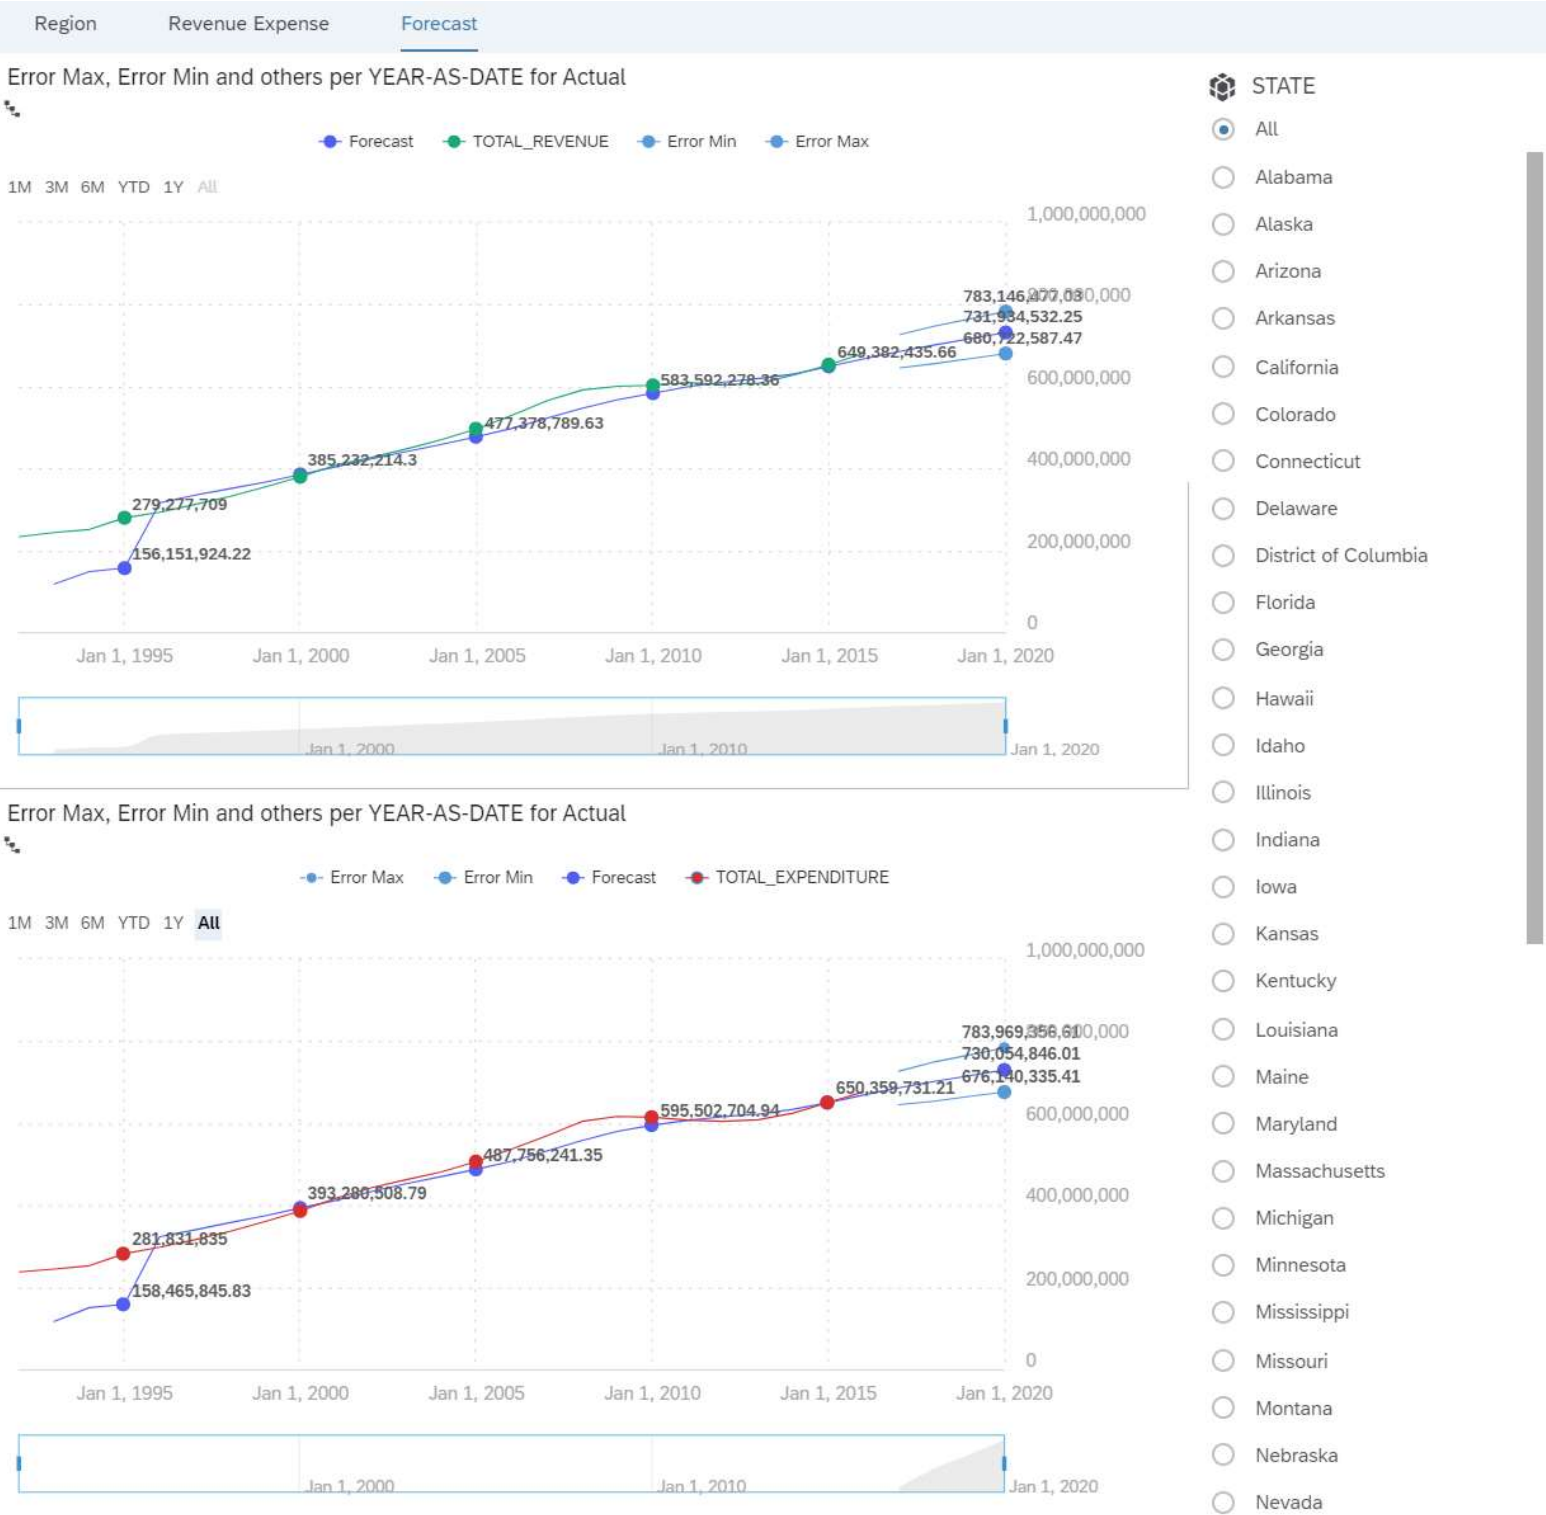 Region Revenue Expense Forecast
Error Max, Error Min and others per YEAR-AS-DATE for Actual
Forecast TOTAL_REVENUE Error Min Error Max
1M 3M 6M YTD 1Y All
1,000,000,000
783,146,477.03
731,934,532.25
680,722,587.47
649,382,435.66
583,592,278.36
600,000,000
477,378,789.63
385,232,214.3
400,000,000
279,277,709
156,151,924.22
200,000,000
0
Jan 1, 1995 Jan 1, 2000 Jan 1, 2005 Jan 1, 2010 Jan 1, 2015 Jan 1, 2020
Jan 1, 2000 Jan 1, 2010 Jan 1, 2020
Error Max, Error Min and others per YEAR-AS-DATE for Actual
Error Max Error Min Forecast TOTAL_EXPENDITURE
1M 3M 6M YTD 1Y All
1,000,000,000
730,054,846.01
676,140,335.41
650,359,731.21
595,502,704.94
600,000,000
487,756,241.35
393,280,508.79
400,000,000
281,831,835
158,465,845.83
200,000,000
0
Jan 1, 1995 Jan 1, 2000 Jan 1, 2005 Jan 1, 2010 Jan 1, 2015 Jan 1, 2020
Jan 1, 2000 Jan 1, 2010 Jan 1, 2020
STATE
All
Alabama
Alaska
Arizona
Arkansas
California
Colorado
Connecticut
Delaware
District of Columbia
Florida
Georgia
Hawaii
Idaho
Illinois
Indiana
Iowa
Kansas
Kentucky
Louisiana
Maine
Maryland
Massachusetts
Michigan
Minnesota
Mississippi
Missouri
Montana
Nebraska
Nevada